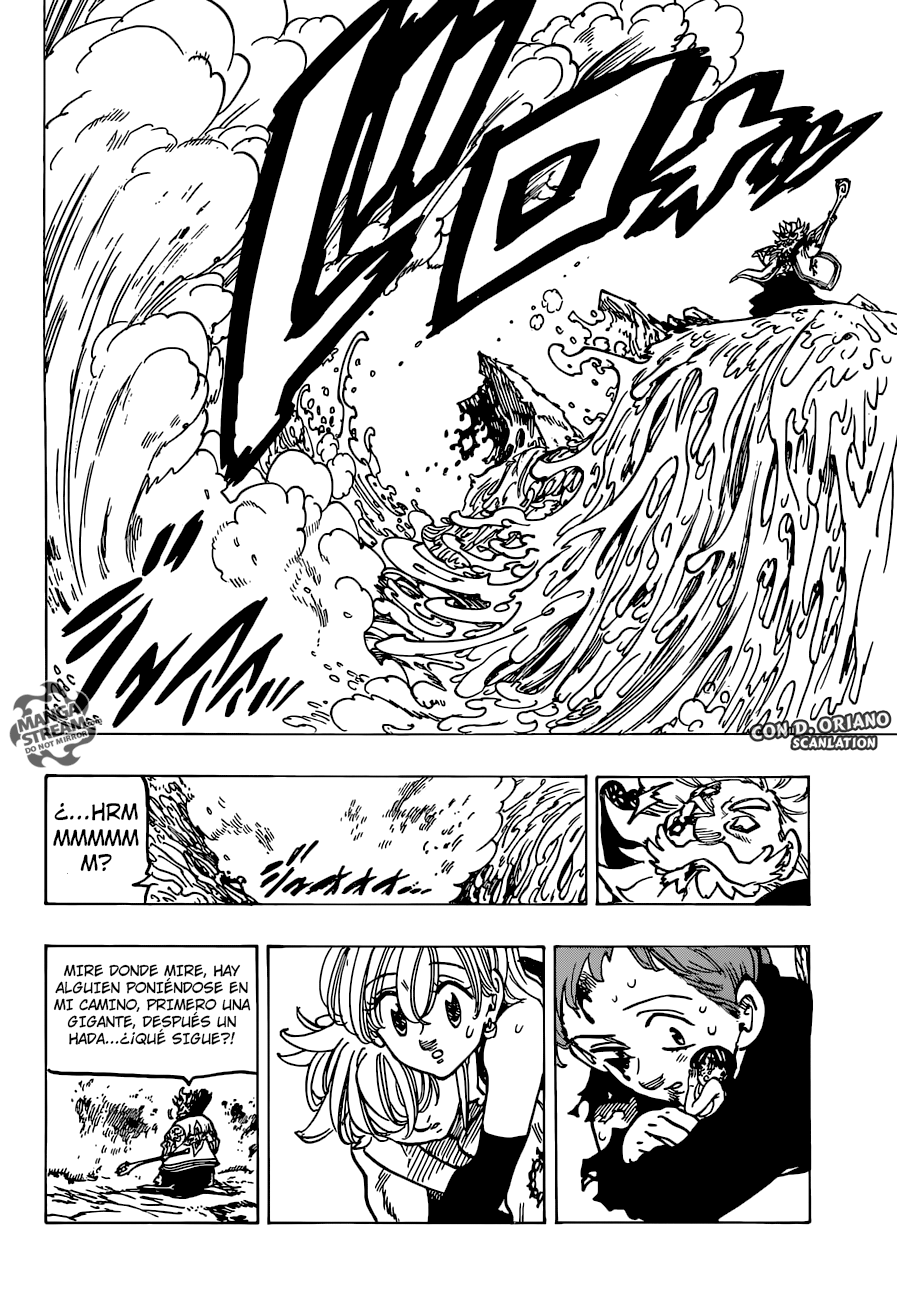 MANGA
STREAM
DO NOT MIRROR
CON D. ORIANO
SCANLATION
¿...HRM
MMMMMM
M?
MIRE DONDE MIRE, HAY
ALGUIEN PONIÉNDOSE EN
MI CAMINO, PRIMERO UNA
GIGANTE, DESPUÉS UN
HADA...¿¡QUÉ SIGUE?!